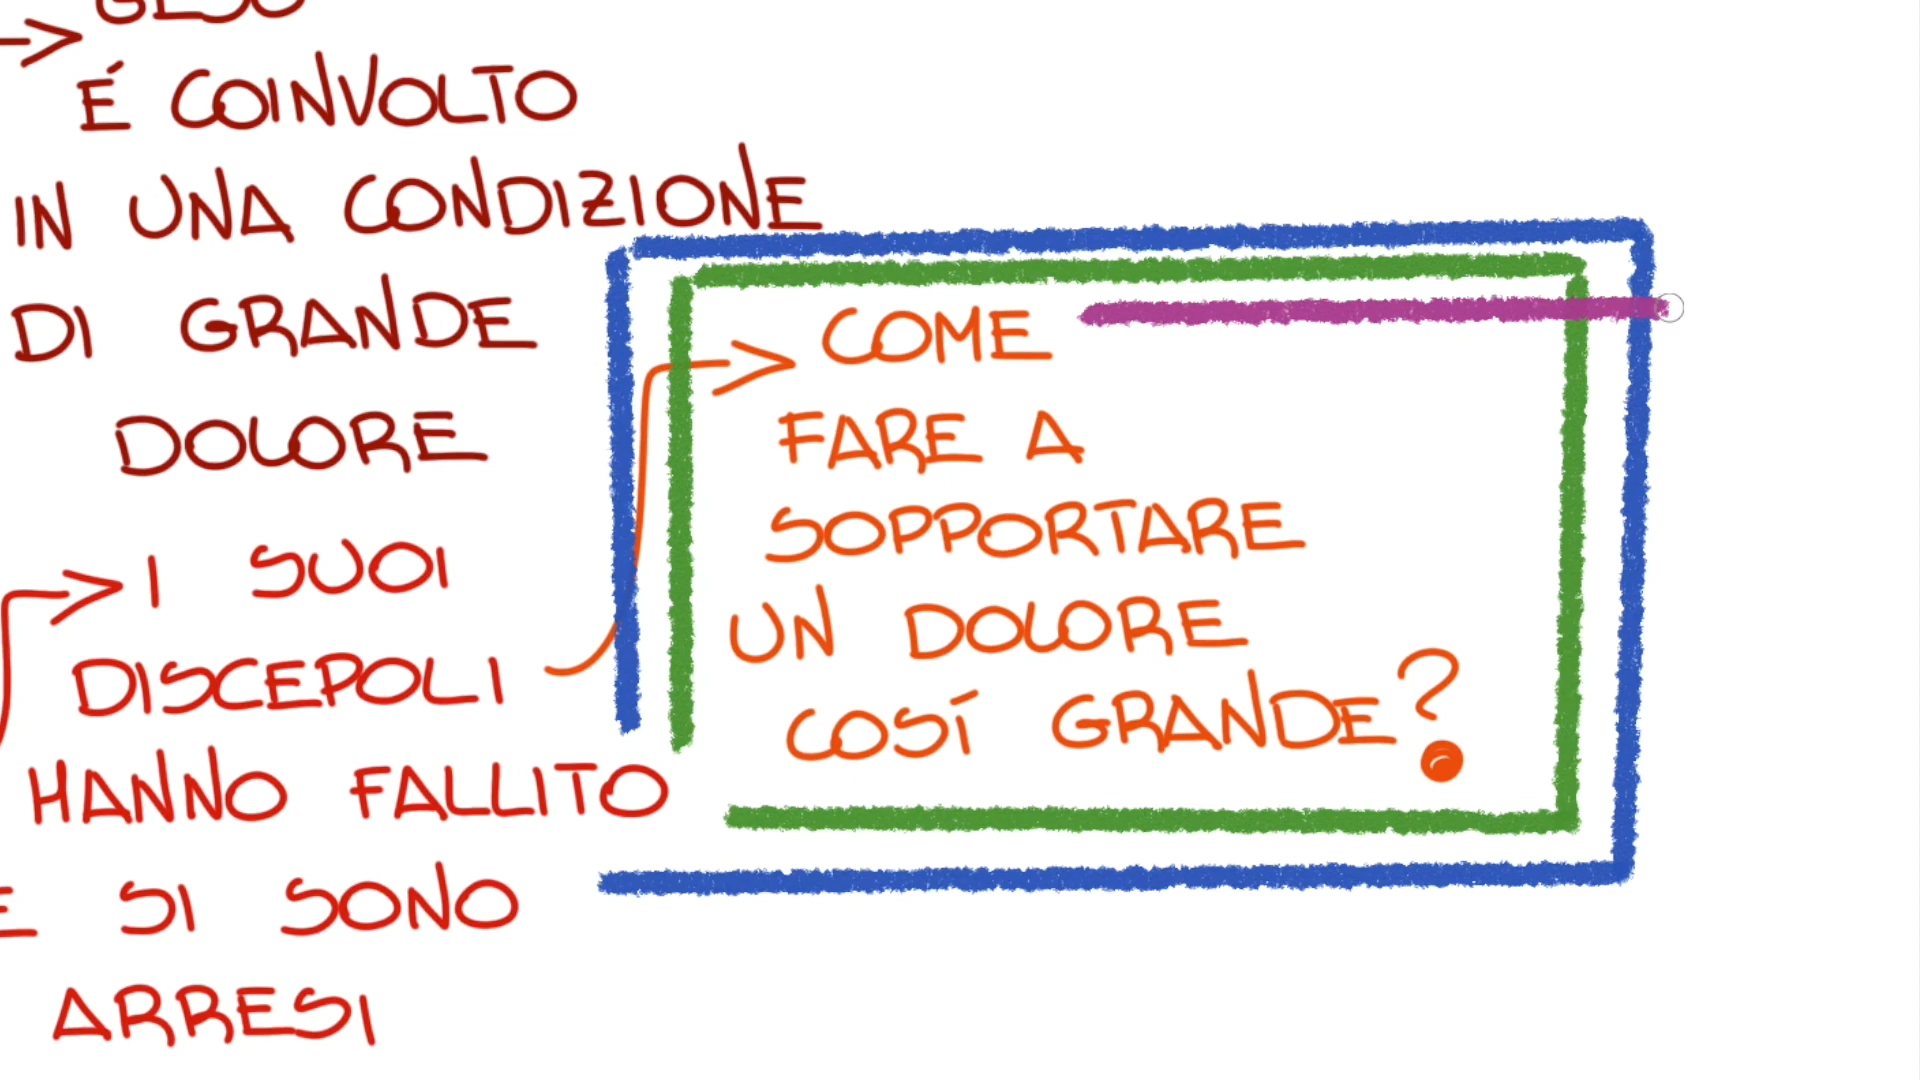 GESÙ
É COINVOLTO
IN UNA CONDIZIONE
DI GRANDE
DOLORE
I SUOI
DISCEPOLI
HANNO FALLITO
E SI SONO
ARRESI
COME
FARE A
SOPPORTARE
UN DOLORE
COSÍ GRANDE?